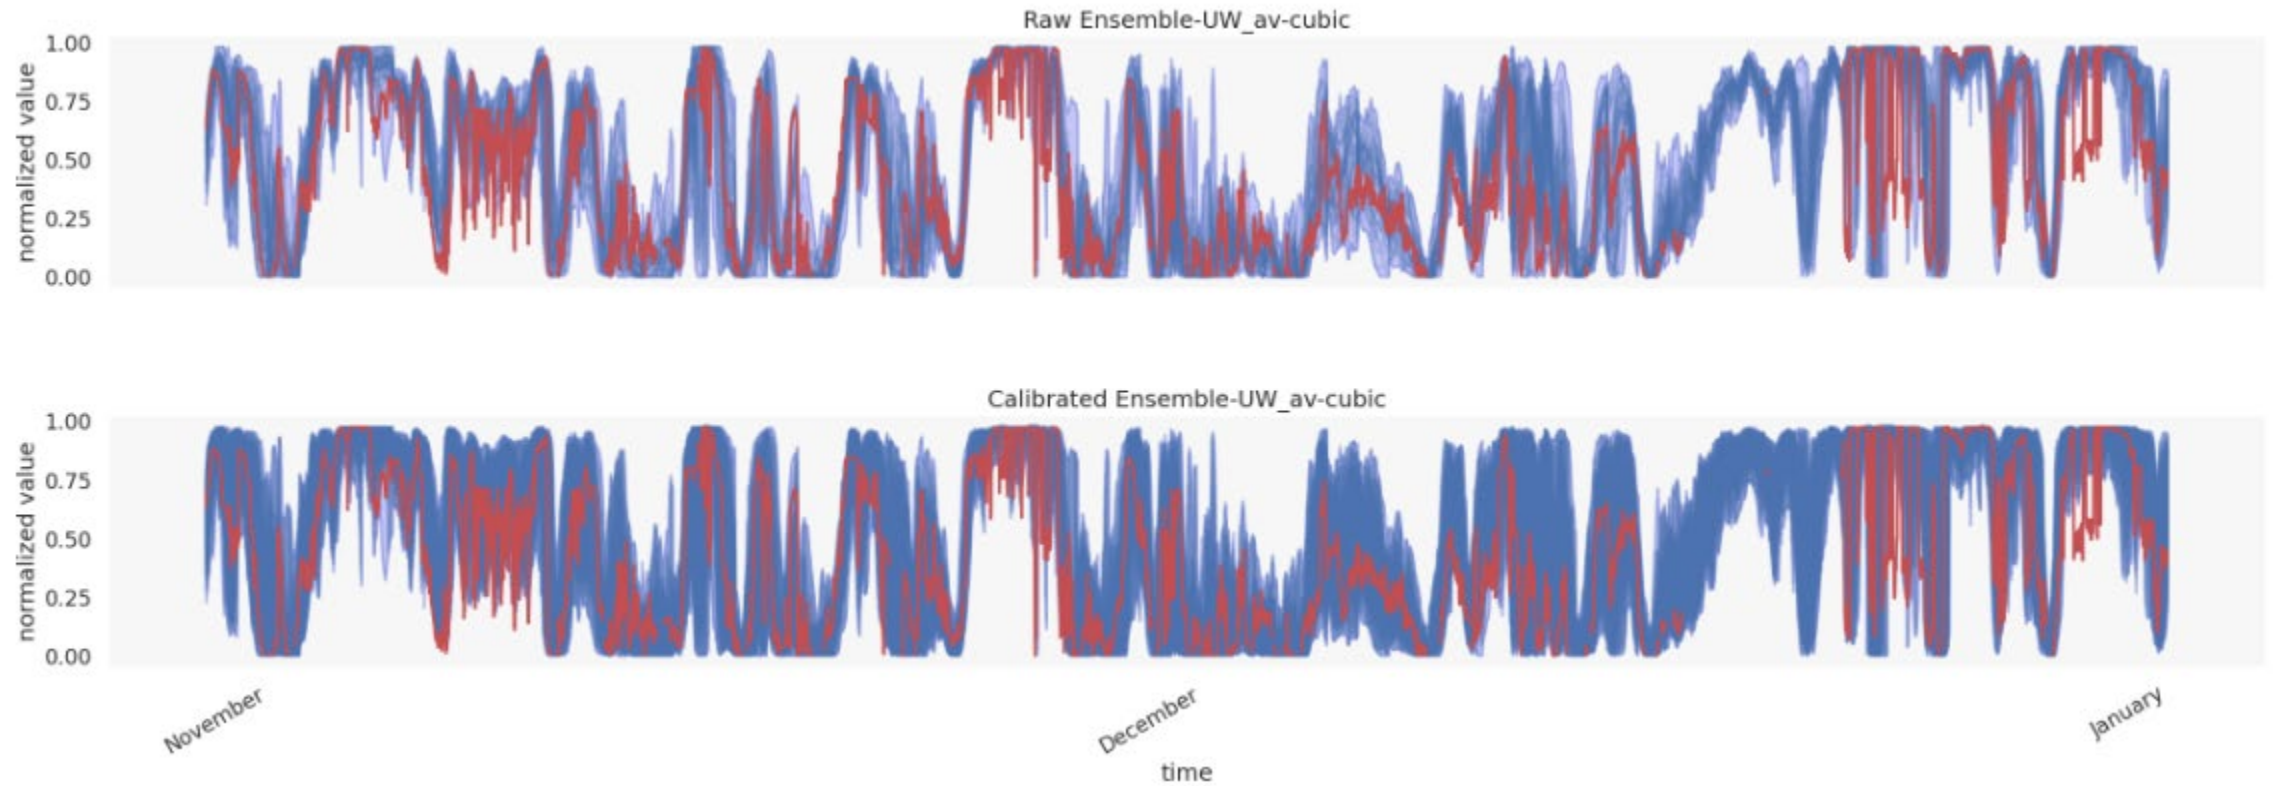 Raw Ensemble-UW_av-cubic
normalized value
1.00
0.75
0.50
0.25
0.00
Calibrated Ensemble-UW_av-cubic
normalized value
1.00
0.75
0.50
0.25
0.00
November
December
January
time